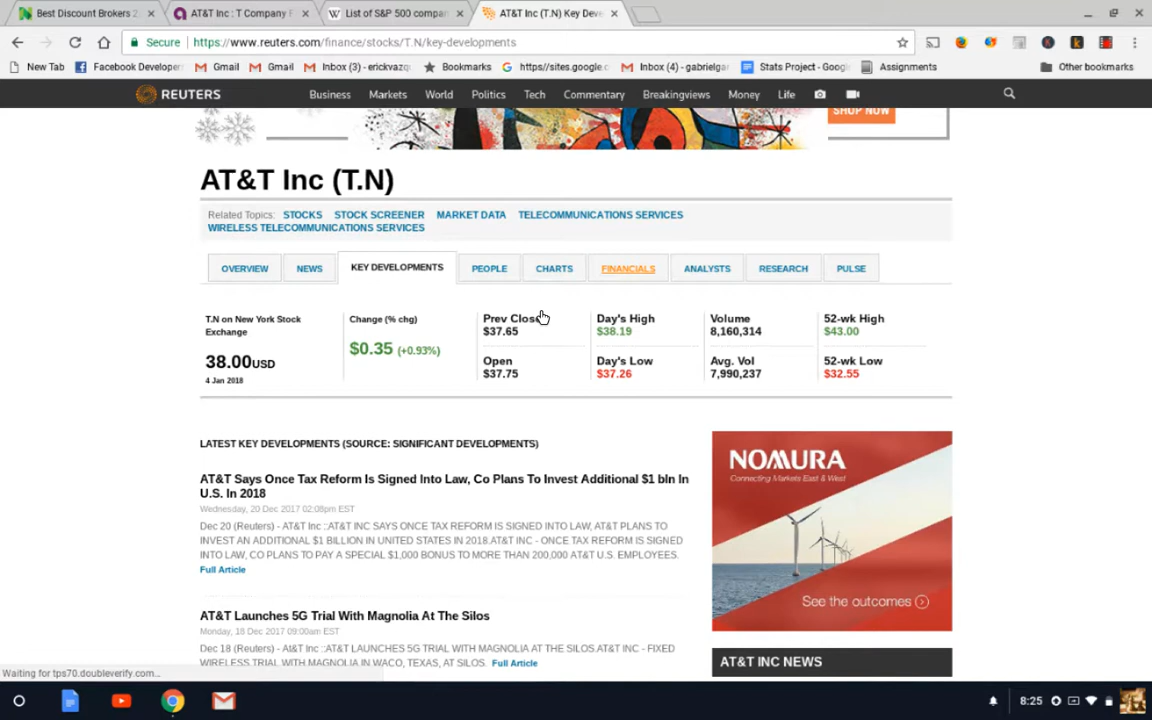 Best Discount Brokers 2
AT&T Inc : T Company F
List of S&P 500 compan
AT&T Inc (T.N) Key Deve
Secure
https://www.reuters.com/finance/stocks/T.N/key-developments
New Tab
Facebook Developer
Gmail
Gmail
Inbox (3) - erickvazq
Bookmarks
https//sites.google.c
Inbox (4) - gabrielgar
Stats Project - Goog
Assignments
Other bookmarks
REUTERS
Business Markets World Politics Tech Commentary Breakingviews Money Life
SHOP NOW
AT&T Inc (T.N)
Related Topics: STOCKS STOCK SCREENER MARKET DATA TELECOMMUNICATIONS SERVICES
WIRELESS TELECOMMUNICATIONS SERVICES
OVERVIEW NEWS KEY DEVELOPMENTS PEOPLE CHARTS FINANCIALS ANALYSTS RESEARCH PULSE
T.N on New York Stock
Exchange
38.00USD
4 Jan 2018
Change (% chg)
$0.35 (+0.93%)
Prev Close
$37.65
Open
$37.75
Day's High
$38.19
Day's Low
$37.26
Volume
8,160,314
Avg. Vol
7,990,237
52-wk High
$43.00
52-wk Low
$32.55
LATEST KEY DEVELOPMENTS (SOURCE: SIGNIFICANT DEVELOPMENTS)
AT&T Says Once Tax Reform Is Signed Into Law, Co Plans To Invest Additional $1 bln In
U.S. In 2018
Wednesday, 20 Dec 2017 02:08pm EST
Dec 20 (Reuters) - AT&T Inc ::AT&T INC SAYS ONCE TAX REFORM IS SIGNED INTO LAW, AT&T PLANS TO
INVEST AN ADDITIONAL $1 BILLION IN UNITED STATES IN 2018.AT&T INC - ONCE TAX REFORM IS SIGNED
INTO LAW, CO PLANS TO PAY A SPECIAL $1,000 BONUS TO MORE THAN 200,000 AT&T U.S. EMPLOYEES.
Full Article
AT&T Launches 5G Trial With Magnolia At The Silos
Monday, 18 Dec 2017 09:00am EST
Dec 18 (Reuters) - AT&T Inc ::AT&T LAUNCHES 5G TRIAL WITH MAGNOLIA AT THE SILOS.AT&T INC - FIXED
WIRELESS TRIAL WITH MAGNOLIA IN WACO, TEXAS, AT SILOS. Full Article
NOMURA
Connecting Markets East & West
See the outcomes
AT&T INC NEWS
Waiting for tps70.doubleverify.com...
8:25